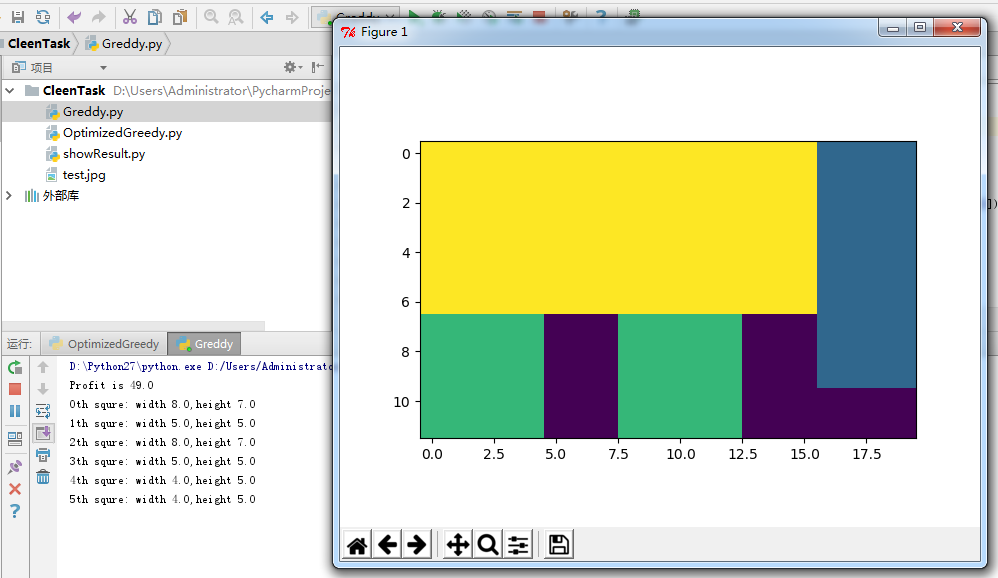 Greddy
CleenTask Greddy.py
项目
CleenTask D:\Users\Administrator\PycharmProje
Greddy.py
OptimizedGreedy.py
showResult.py
test.jpg
外部库
运行: OptimizedGreedy Greddy
D:\Python27\python.exe D:/Users/Administrato
Profit is 49.0
0th squre: width 8.0,height 7.0
1th squre: width 5.0,height 5.0
2th squre: width 8.0,height 7.0
3th squre: width 5.0,height 5.0
4th squre: width 4.0,height 5.0
5th squre: width 4.0,height 5.0
Figure 1
0
2
4
6
8
10
0.0 2.5 5.0 7.5 10.0 12.5 15.0 17.5
])